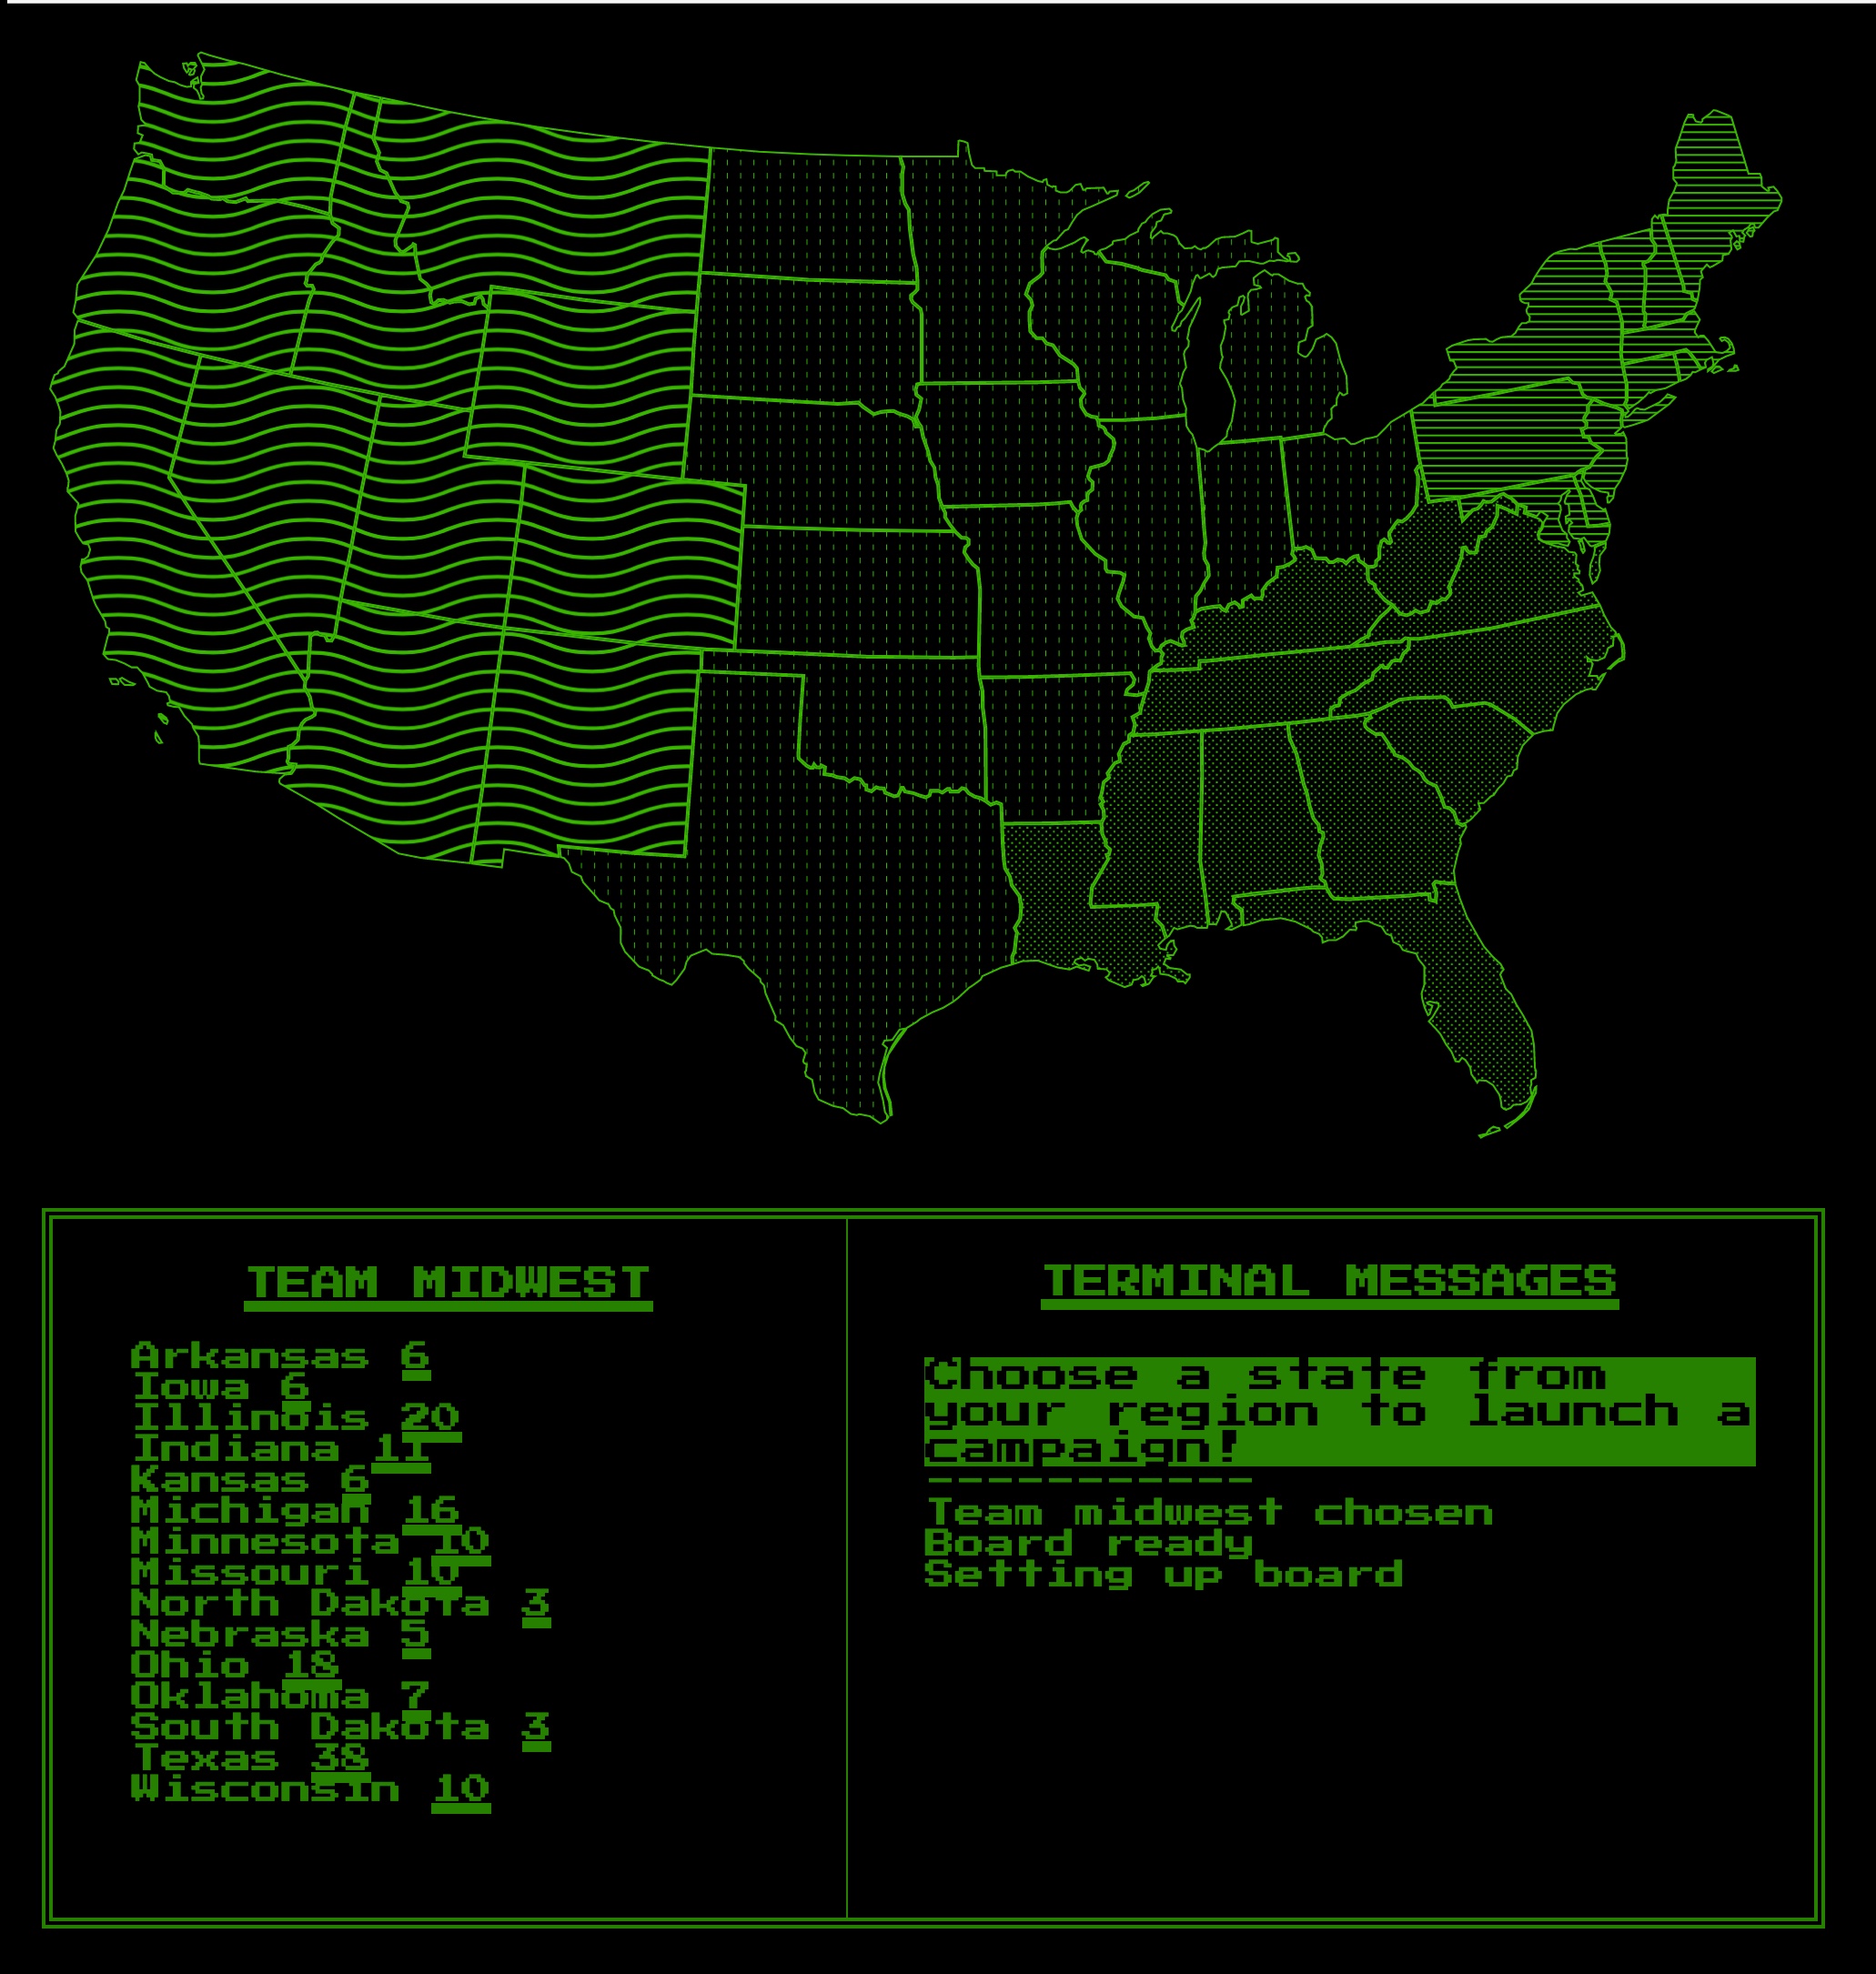 TEAM MIDWEST
Arkansas 6
Iowa 6
Illinois 20
Indiana 11
Kansas 6
Michigan 16
Minnesota 10
Missouri 10
North Dakota 3
Nebraska 5
Ohio 18
Oklahoma 7
South Dakota 3
Texas 38
Wisconsin 10
TERMINAL MESSAGES
Choose a state from
your region to launch a
campaign!
-----------
Team midwest chosen
Board ready
Setting up board